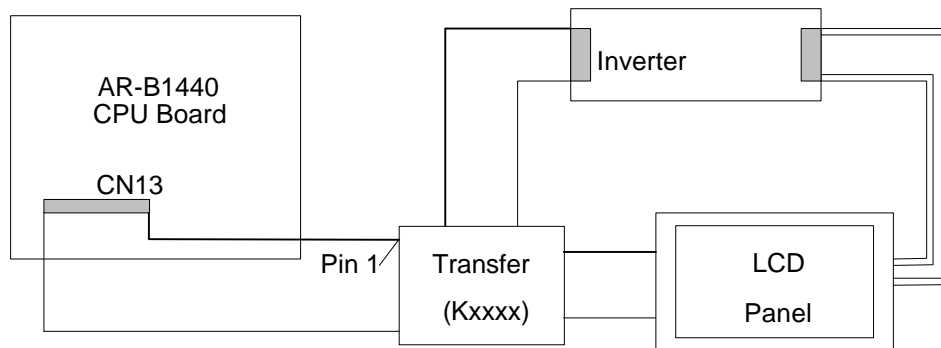 AR-B1440
CPU Board
CN13
Inverter
Pin 1
Transfer
(Kxxxx)
LCD
Panel